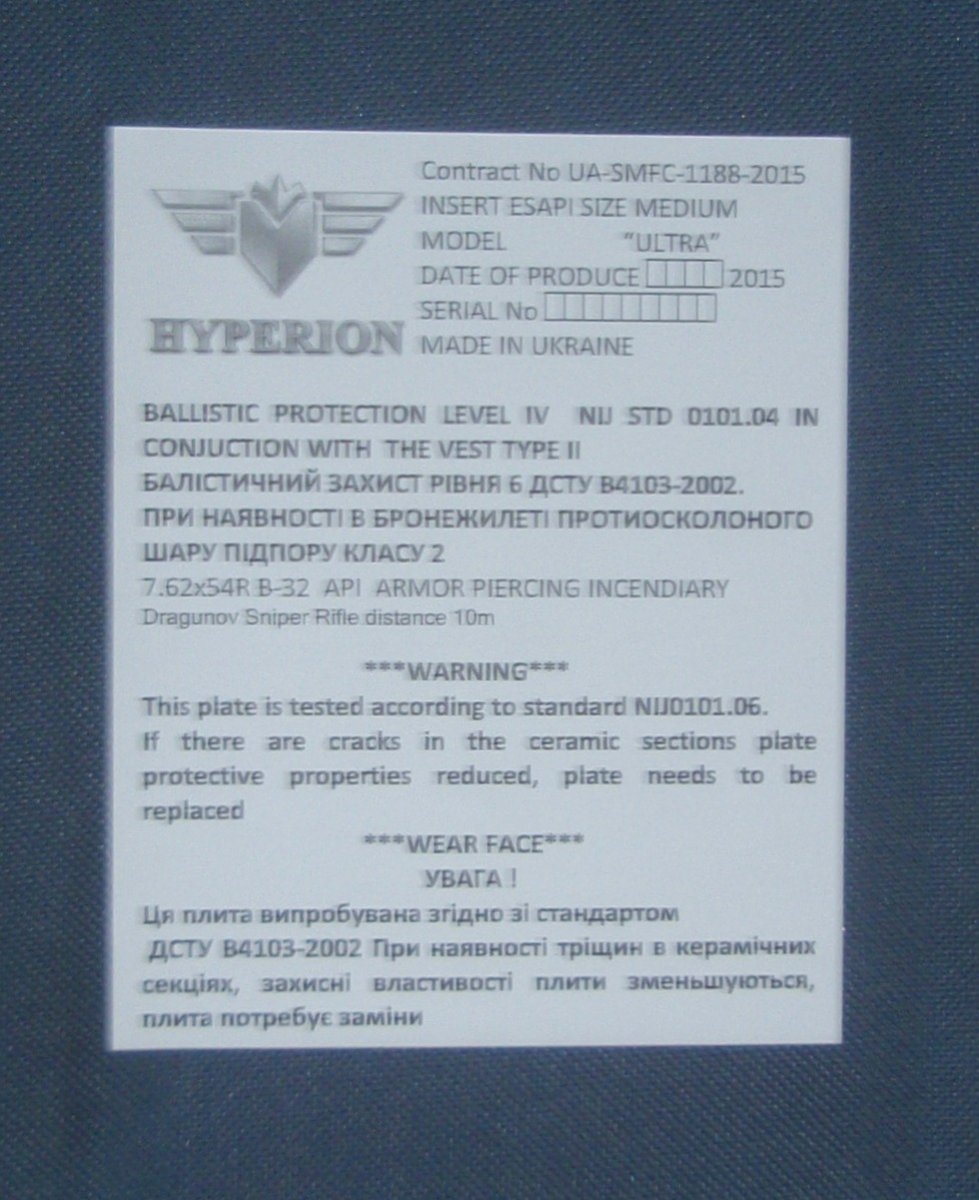 Contract No UA-SMFC-1188-2015
INSERT ESAPI SIZE MEDIUM
MODEL "ULTRA"
DATE OF PRODUCE 2015
SERIAL No
HYPERION
MADE IN UKRAINE
BALLISTIC PROTECTION LEVEL IV NIJ STD 0101.04 IN
CONJUCTION WITH THE VEST TYPE II
БАЛІСТИЧНИЙ ЗАХИСТ РІВНЯ 6 ДСТУ В4103-2002.
ПРИ НАЯВНОСТІ В БРОНЕЖИЛЕТІ ПРОТИОСКОЛОНОГО
ШАРУ ПІДПОРУ КЛАСУ 2
7.62x54R B-32 API ARMOR PIERCING INCENDIARY
Dragunov Sniper Rifle distance 10m
***WARNING***
This plate is tested according to standard NIJ0101.06.
If there are cracks in the ceramic sections plate
protective properties reduced, plate needs to be
replaced
***WEAR FACE***
УВАГА !
Ця плита випробувана згідно зі стандартом
ДСТУ В4103-2002 При наявності тріщин в керамічних
секціях, захисні властивості плити зменьшуються,
плита потребує заміни